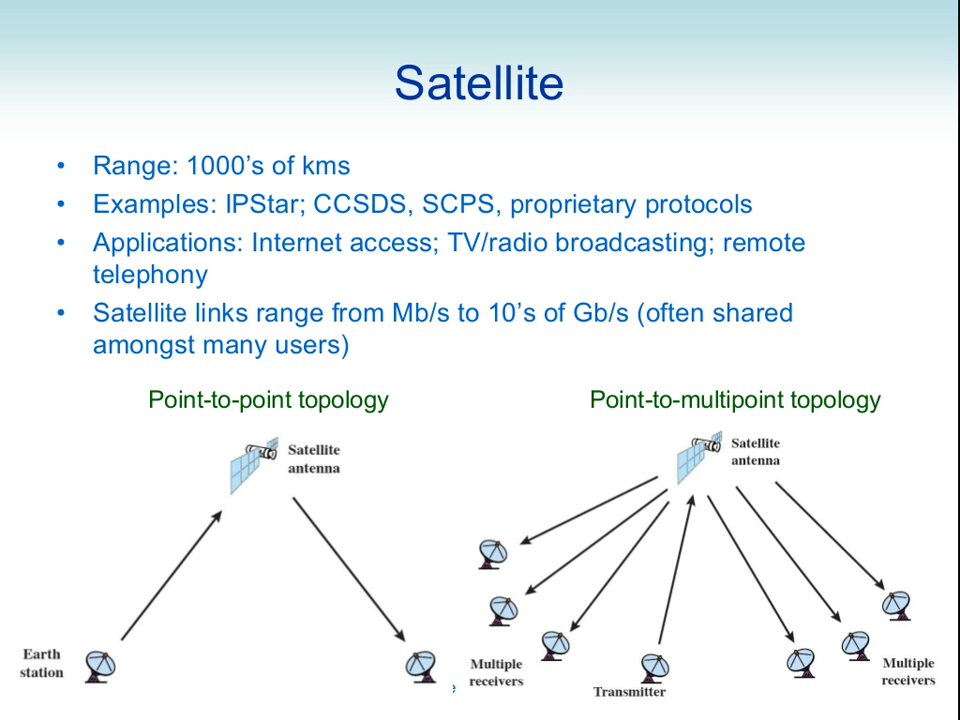 Satellite
• Range: 1000’s of kms
• Examples: IPStar; CCSDS, SCPS, proprietary protocols
• Applications: Internet access; TV/radio broadcasting; remote
telephony
• Satellite links range from Mb/s to 10’s of Gb/s (often shared
amongst many users)
Point-to-point topology
Satellite
antenna
Earth
station
Point-to-multipoint topology
Satellite
antenna
Multiple
receivers
Transmitter
Multiple
receivers